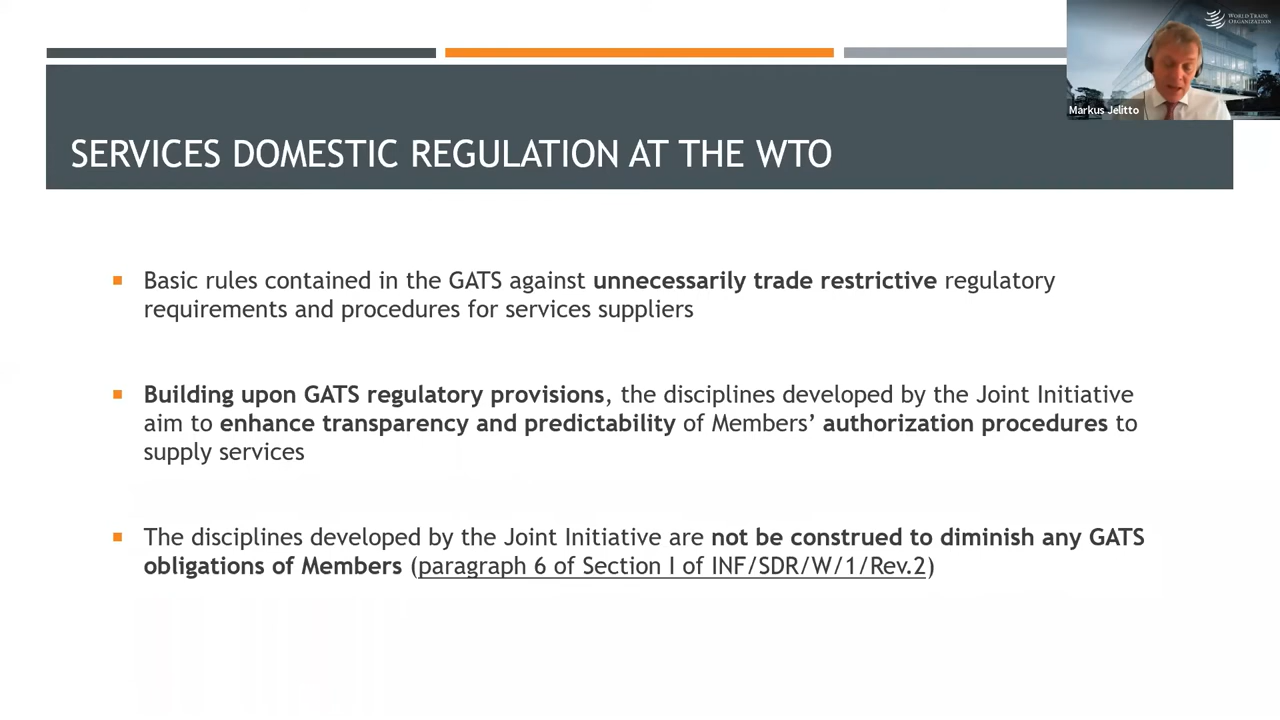 WORLD TRADE
ORGANIZATION
Markus Jelitto
SERVICES DOMESTIC REGULATION AT THE WTO
Basic rules contained in the GATS against unnecessarily trade restrictive regulatory
requirements and procedures for services suppliers
Building upon GATS regulatory provisions, the disciplines developed by the Joint Initiative
aim to enhance transparency and predictability of Members’ authorization procedures to
supply services
The disciplines developed by the Joint Initiative are not be construed to diminish any GATS
obligations of Members (paragraph 6 of Section I of INF/SDR/W/1/Rev.2)